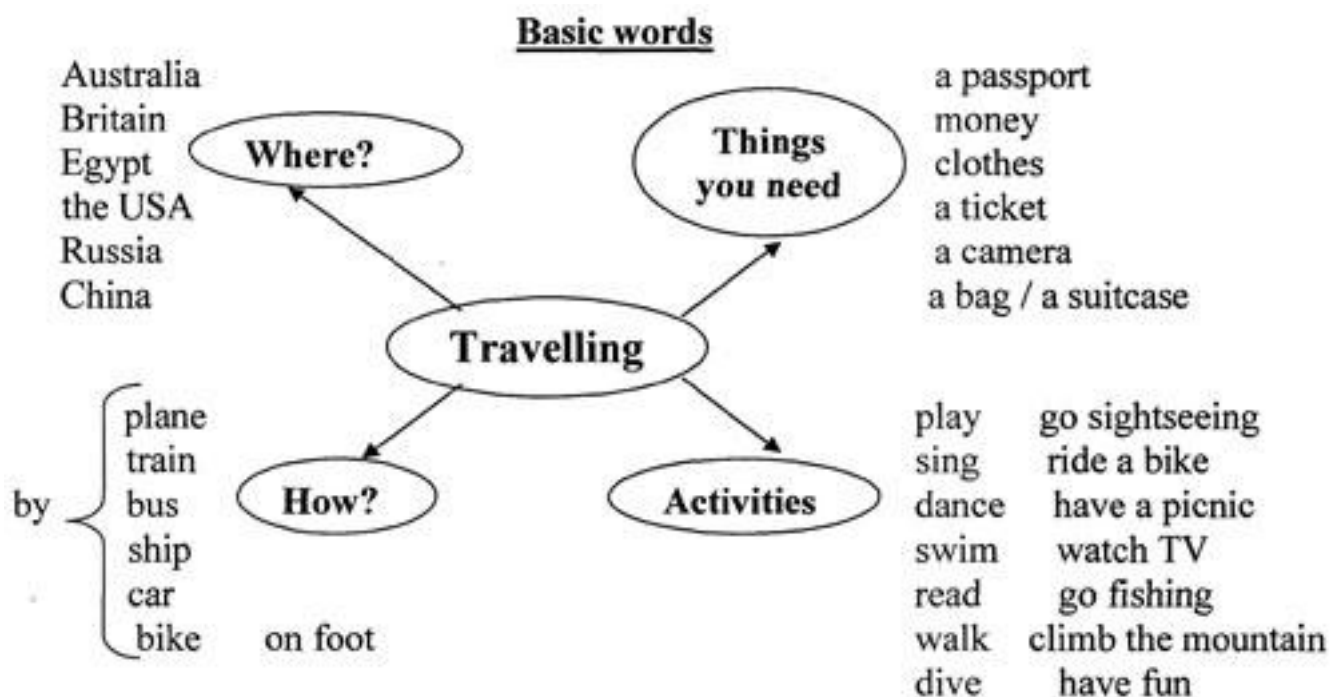 Basic words
Australia
Britain
Egypt
the USA
Russia
China
Where?
Things
you need
a passport
money
clothes
a ticket
a camera
a bag / a suitcase
Travelling
by
plane
train
bus
ship
car
bike on foot
How?
Activities
play go sightseeing
sing ride a bike
dance have a picnic
swim watch TV
read go fishing
walk climb the mountain
dive have fun